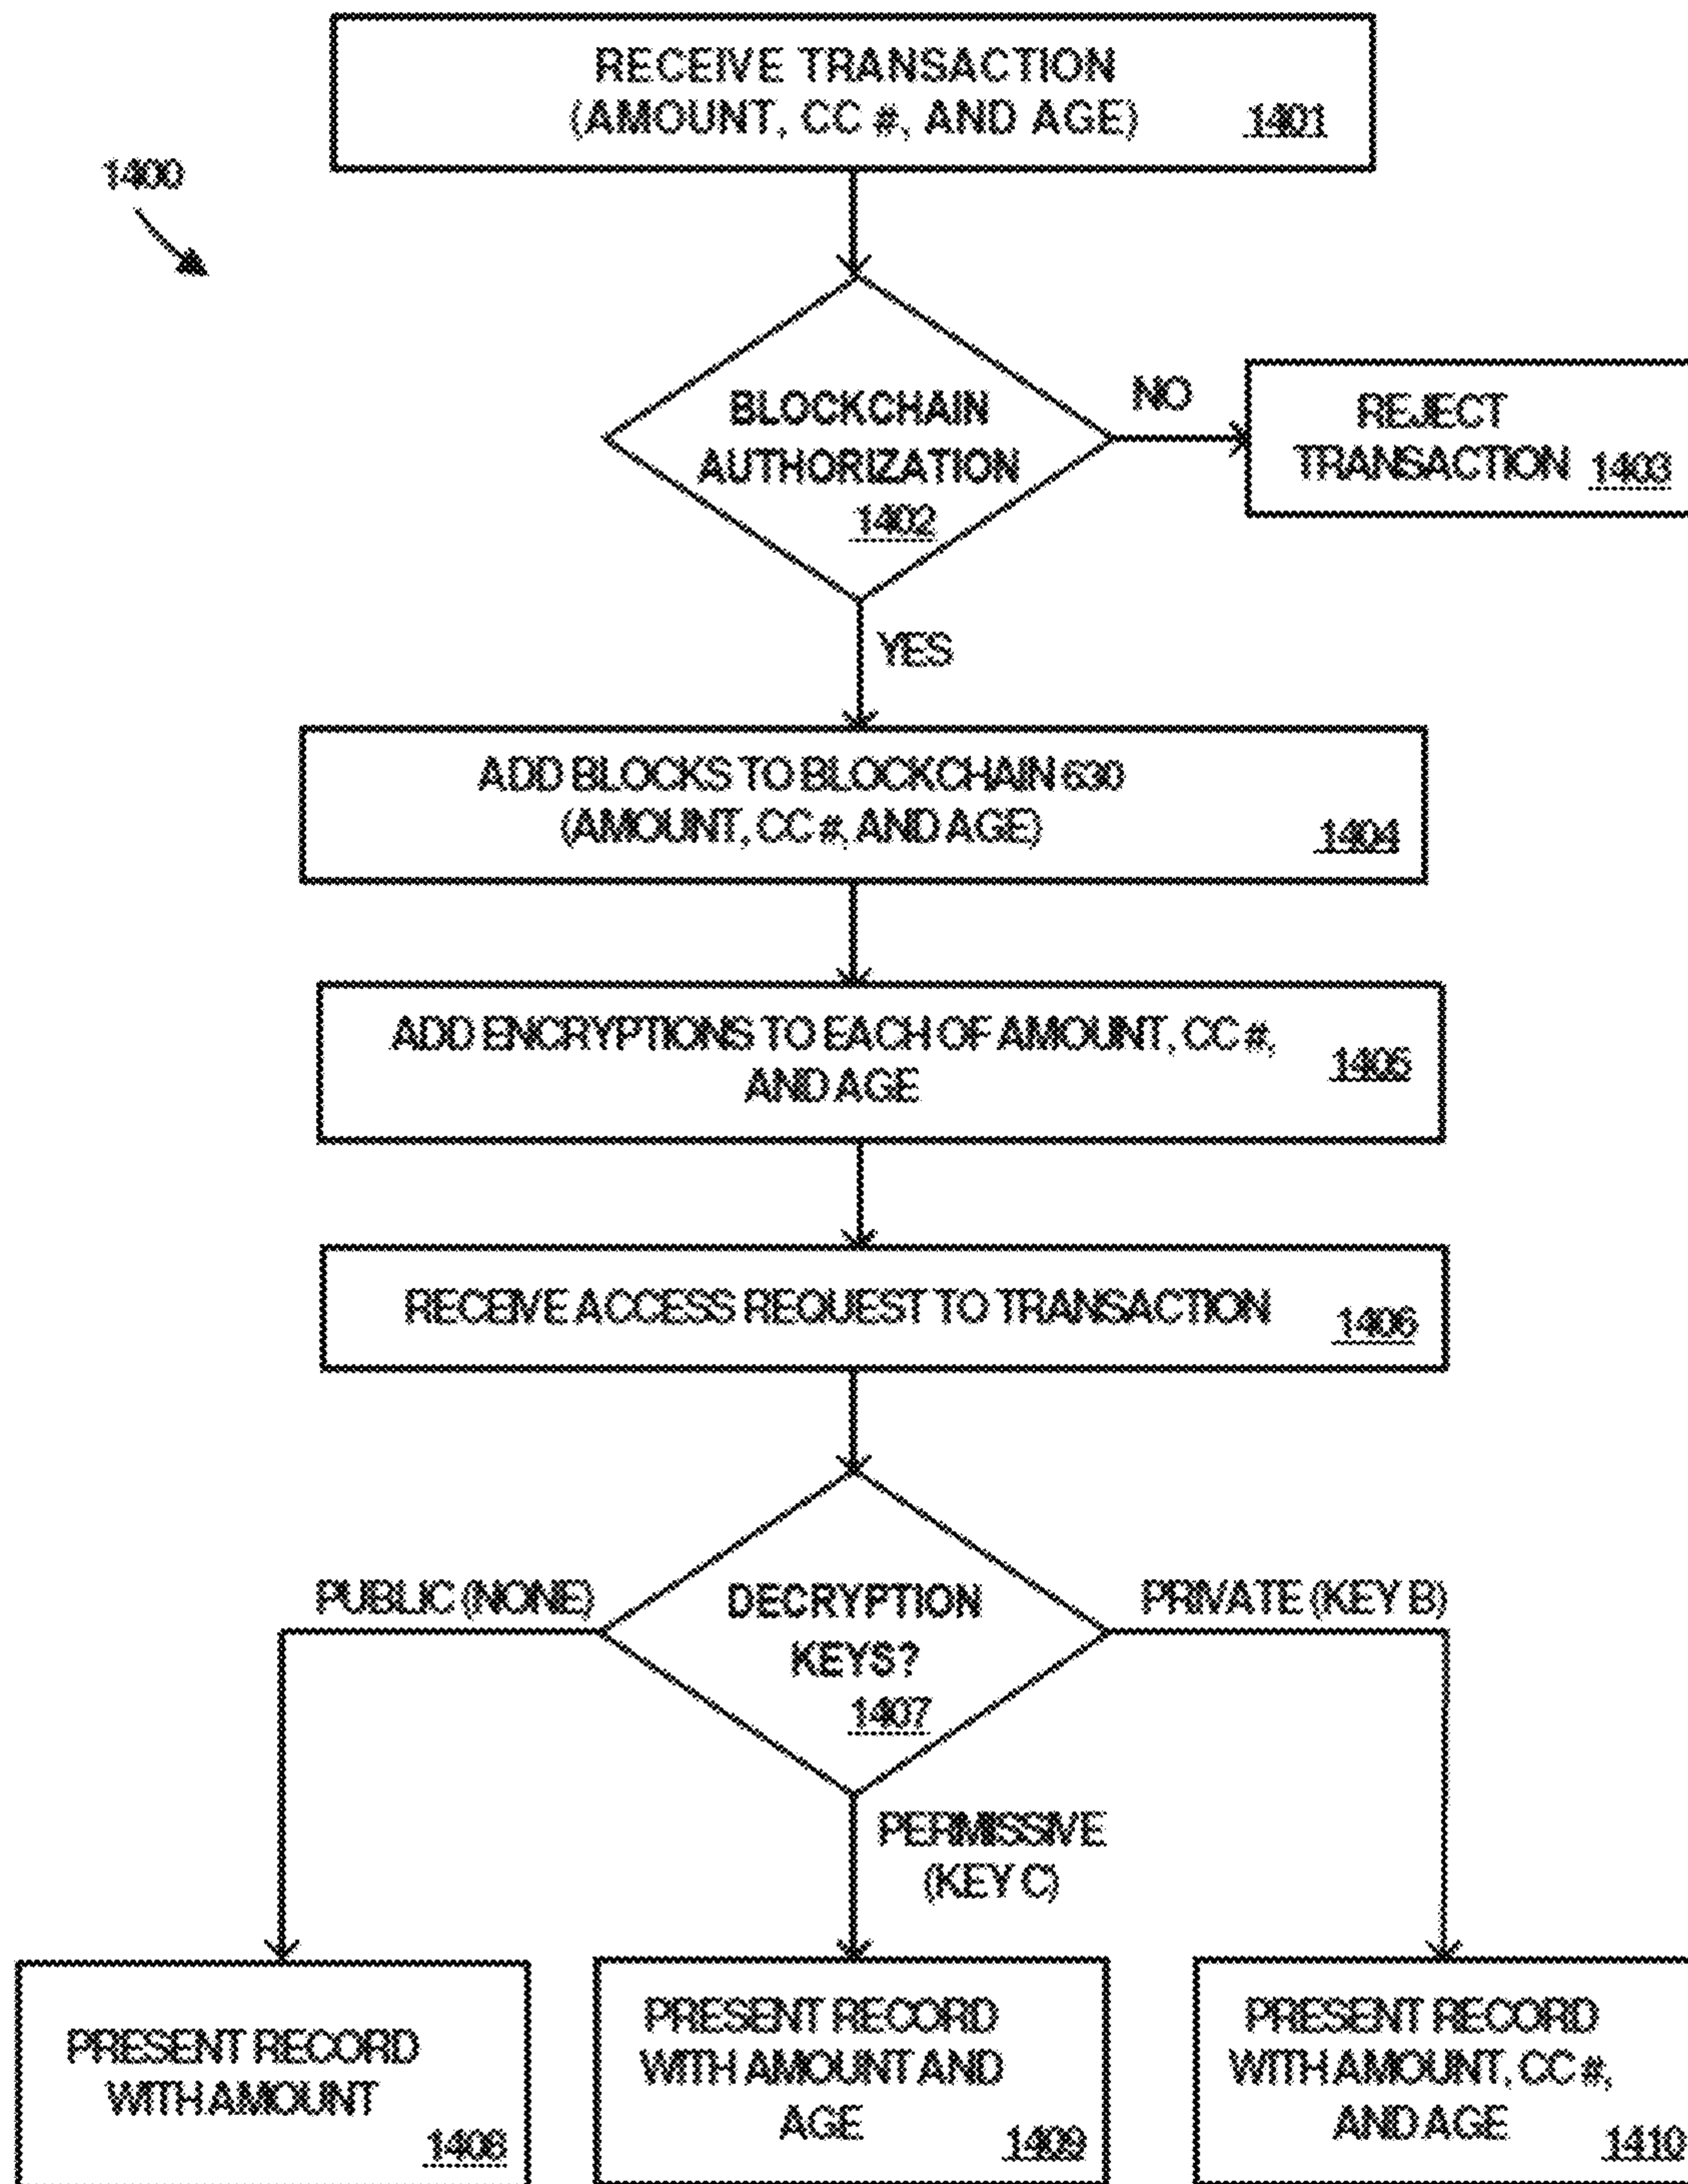 RECEIVE TRANSACTION
(AMOUNT, CC #, AND AGE)
1401
1400
BLOCKCHAIN
AUTHORIZATION
1402
NO
REJECT
TRANSACTION 1403
YES
ADD BLOCKS TO BLOCKCHAIN 630
(AMOUNT, CC #, AND AGE)
1404
ADD ENCRYPTIONS TO EACH OF AMOUNT, CC #,
AND AGE
1405
RECEIVE ACCESS REQUEST TO TRANSACTION
1406
PUBLIC (NONE)
DECRYPTION
KEYS?
1407
PRIVATE (KEY B)
PERMISSIVE
(KEY C)
PRESENT RECORD
WITH AMOUNT
1408
PRESENT RECORD
WITH AMOUNT AND
AGE
1409
PRESENT RECORD
WITH AMOUNT, CC #,
AND AGE
1410